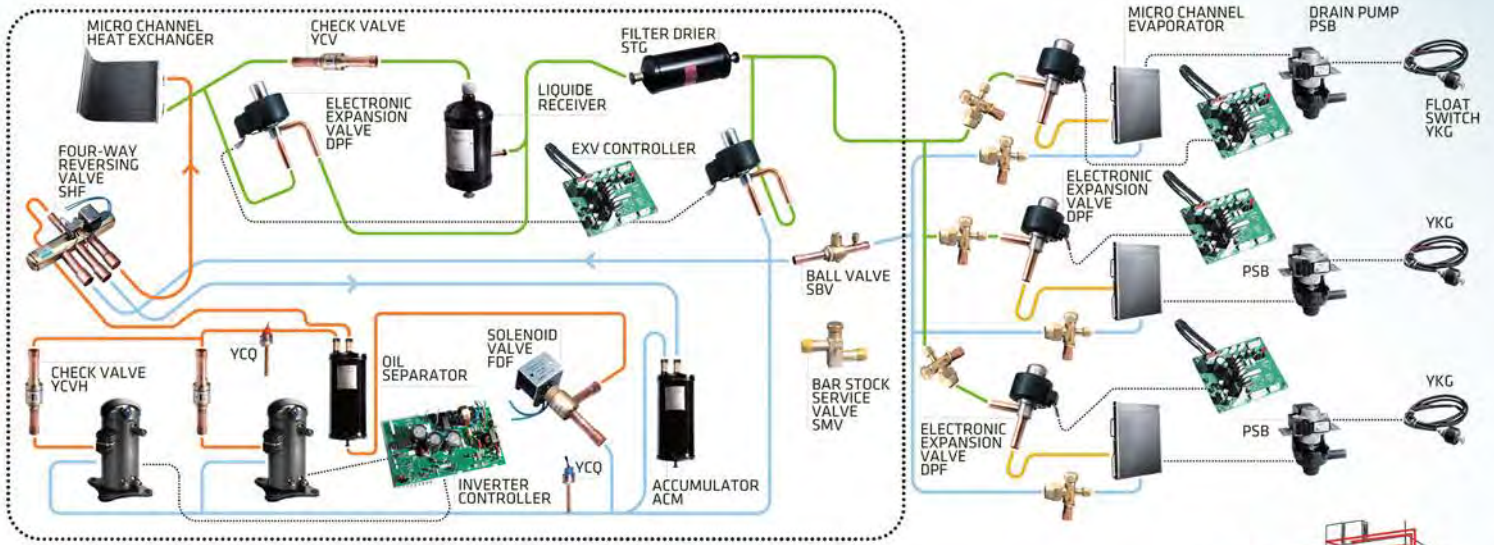 MICRO CHANNEL
HEAT EXCHANGER
CHECK VALVE
YCV
FILTER DRIER
STG
MICRO CHANNEL
EVAPORATOR
DRAIN PUMP
PSB
ELECTRONIC
EXPANSION
VALVE
DPF
LIQUIDE
RECEIVER
FLOAT
SWITCH
YKG
FOUR-WAY
REVERSING
VALVE
SHF
EXV CONTROLLER
ELECTRONIC
EXPANSION
VALVE
DPF
YKG
BALL VALVE
SBV
PSB
YCQ
CHECK VALVE
YCVH
OIL
SEPARATOR
SOLENOID
VALVE
FDF
BAR STOCK
SERVICE
VALVE
SMV
YKG
ELECTRONIC
EXPANSION
VALVE
DPF
PSB
INVERTER
CONTROLLER
YCQ
ACCUMULATOR
ACM